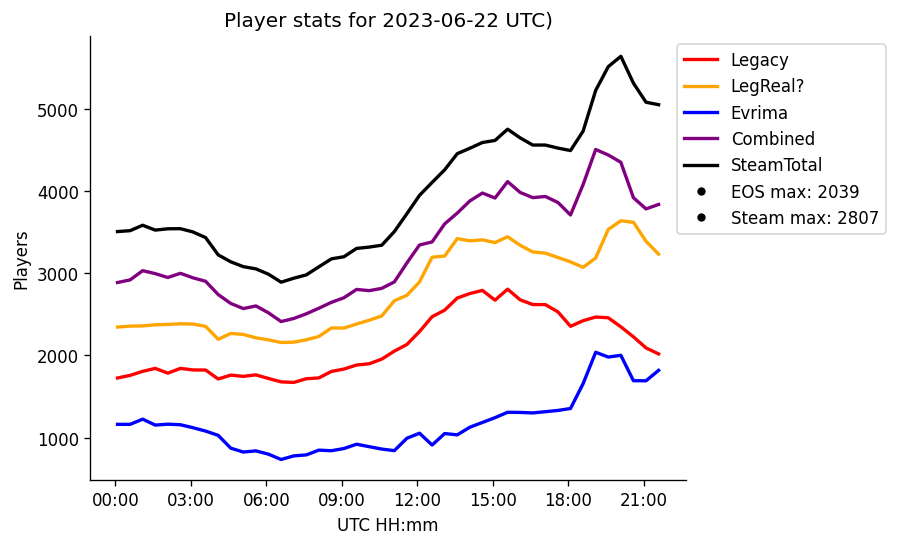 Player stats for 2023-06-22 UTC)
Legacy
LegReal?
Evrima
Combined
SteamTotal
EOS max: 2039
Steam max: 2807
Players
5000
4000
3000
2000
1000
00:00 03:00 06:00 09:00 12:00 15:00 18:00 21:00
UTC HH:mm